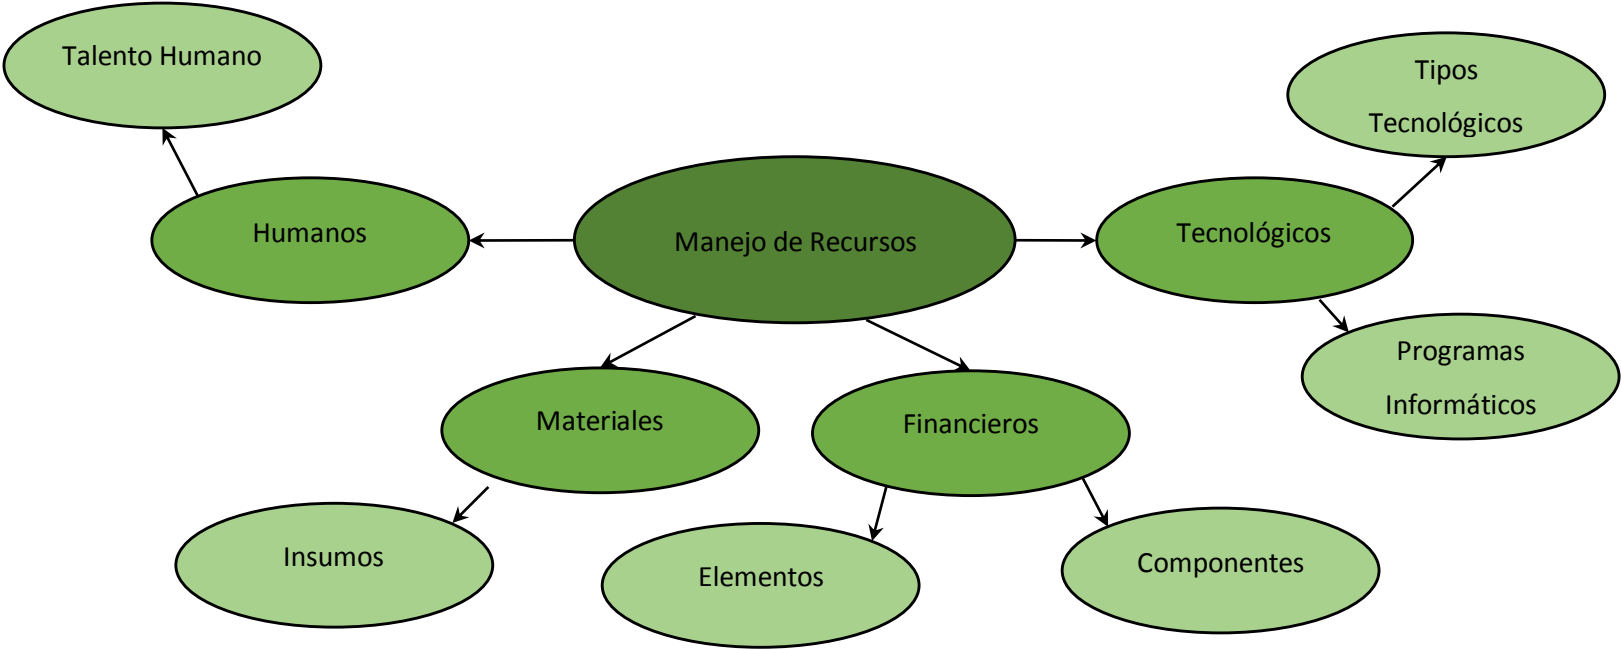 Talento Humano
Tipos
Tecnológicos
Humanos
Manejo de Recursos
Tecnológicos
Programas
Informáticos
Materiales
Financieros
Insumos
Elementos
Componentes